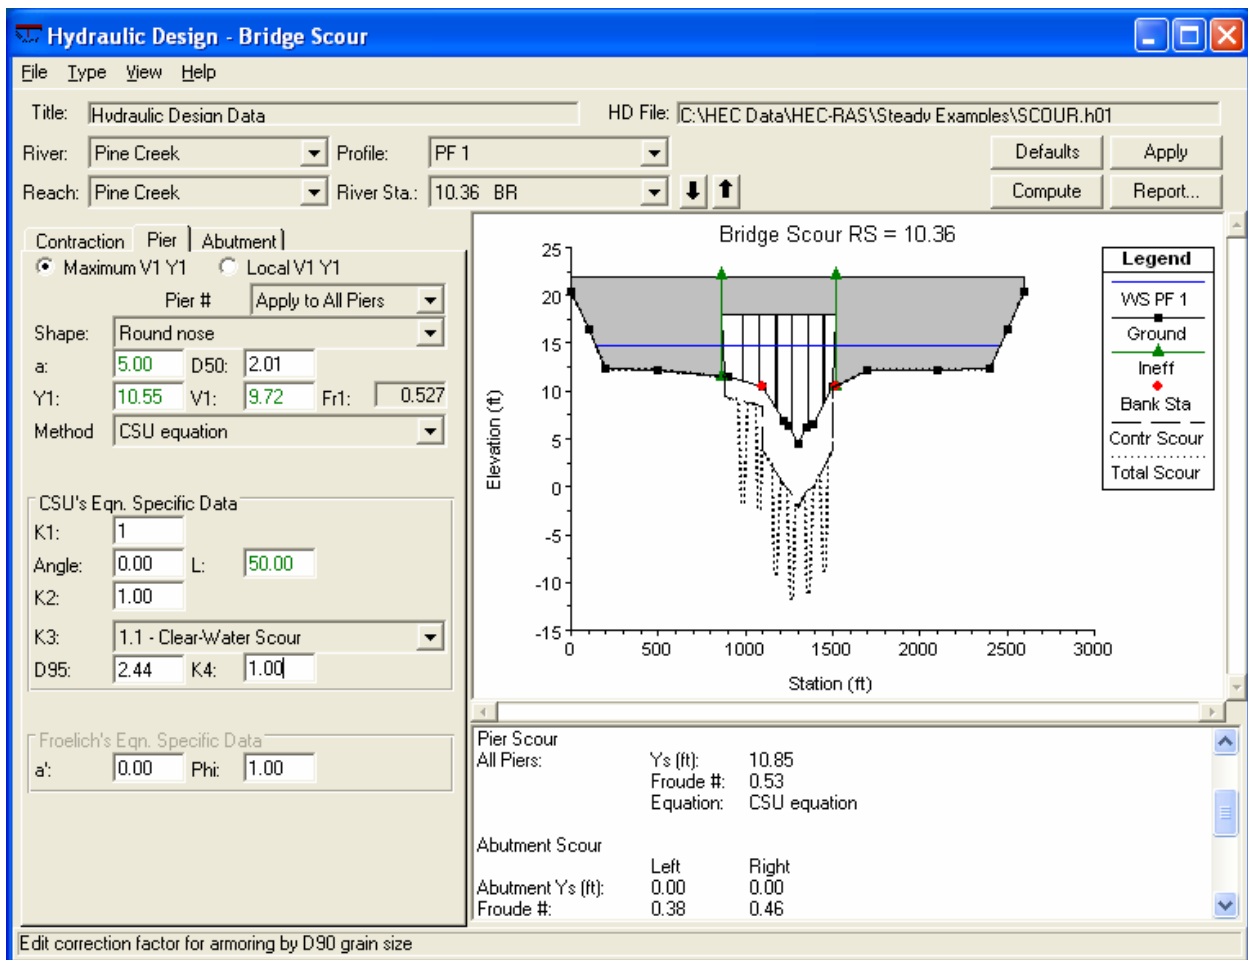 Hydraulic Design - Bridge Scour
File Type View Help
Title: Hydraulic Design Data HD File: C:\HEC Data\HEC-RAS\Steady Examples\SCOUR.h01
River: Pine Creek Profile: PF 1 Defaults Apply
Reach: Pine Creek River Sta.: 10.36 BR Compute Report...
Contraction Pier Abutment
Maximum V1 Y1 Local V1 Y1
Pier # Apply to All Piers
Shape: Round nose
a: 5.00 D50: 2.01
Y1: 10.55 V1: 9.72 Fr1: 0.527
Method CSU equation
CSU's Eqn. Specific Data
K1: 1
Angle: 0.00 L: 50.00
K2: 1.00
K3: 1.1 - Clear-Water Scour
D95: 2.44 K4: 1.00
Froelich's Eqn. Specific Data
a': 0.00 Phi: 1.00
Bridge Scour RS = 10.36
Elevation (ft)
25
20
15
10
5
0
-5
-10
-15
0 500 1000 1500 2000 2500 3000
Station (ft)
Legend
WS PF 1
Ground
Ineff
Bank Sta
Contr Scour
Total Scour
Pier Scour
All Piers: Ys (ft): 10.85
Froude #: 0.53
Equation: CSU equation
Abutment Scour
Left Right
Abutment Ys (ft): 0.00 0.00
Froude #: 0.38 0.46
Edit correction factor for armoring by D90 grain size